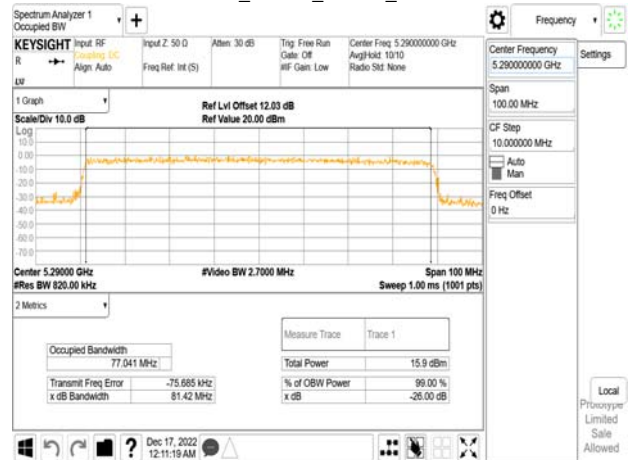 Spectrum Analyzer 1
Occupied BW
Frequency
KEYSIGHT Input: RF Input Z: 50 Ω Atten: 30 dB Trig: Free Run Center Freq: 5.290000000 GHz
R Coupling: DC Gate: Off Avg|Hold: 10/10
Align: Auto Freq Ref: Int (S) #IF Gain: Low Radio Std: None
LV
Center Frequency
5.290000000 GHz
Settings
Span
100.00 MHz
CF Step
10.000000 MHz
Auto
Man
Freq Offset
0 Hz
1 Graph
Ref Lvl Offset 12.03 dB
Scale/Div 10.0 dB Ref Value 20.00 dBm
Log
10.0
0.00
-10.0
-20.0
-30.0
-40.0
-50.0
-60.0
-70.0
Center 5.29000 GHz #Video BW 2.7000 MHz Span 100 MHz
#Res BW 820.00 kHz Sweep 1.00 ms (1001 pts)
2 Metrics
Measure Trace Trace 1
Occupied Bandwidth
77.041 MHz Total Power 15.9 dBm
Transmit Freq Error -75.685 kHz % of OBW Power 99.00 %
x dB Bandwidth 81.42 MHz x dB -26.00 dB
Local
Prototype
Limited
Sale
Allowed
Dec 17, 2022
12:11:19 AM